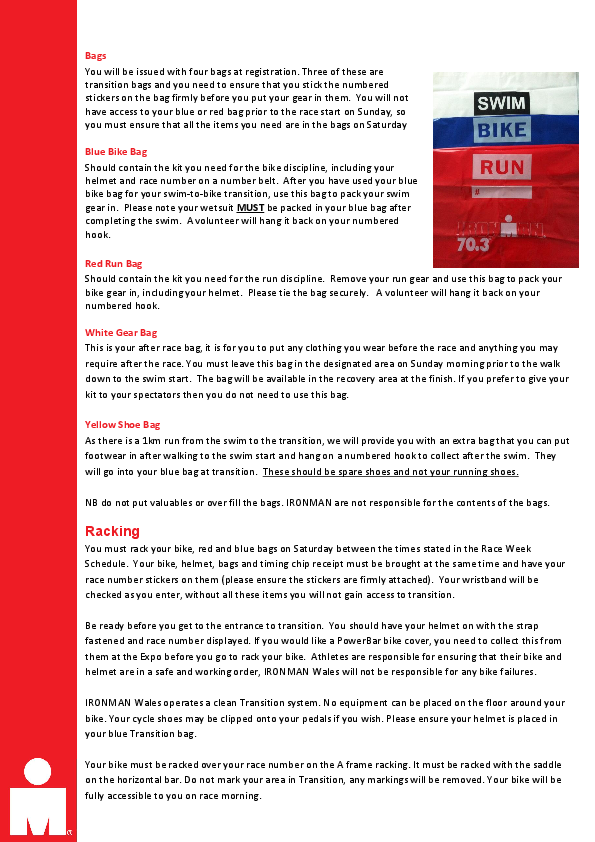 Bags
You will be issued with four bags at registration. Three of these are
transition bags and you need to ensure that you stick the numbered
stickers on the bag firmly before you put your gear in them.  You will not
have access to your blue or red bag prior to the race start on Sunday, so
you must ensure that all the items you need are in the bags on Saturday
SWIM
BIKE
RUN
#
IRONMAN
70.3
Blue Bike Bag
Should contain the kit you need for the bike discipline, including your
helmet and race number on a number belt.  After you have used your blue
bike bag for your swim-to-bike transition, use this bag to pack your swim
gear in.  Please note your wetsuit MUST be packed in your blue bag after
completing the swim.  A volunteer will hang it back on your numbered
hook.
Red Run Bag
Should contain the kit you need for the run discipline.  Remove your run gear and use this bag to pack your
bike gear in, including your helmet.  Please tie the bag securely.   A volunteer will hang it back on your
numbered hook.
White Gear Bag
This is your after race bag, it is for you to put any clothing you wear before the race and anything you may
require after the race. You must leave this bag in the designated area on Sunday morning prior to the walk
down to the swim start.  The bag will be available in the recovery area at the finish. If you prefer to give your
kit to your spectators then you do not need to use this bag.
Yellow Shoe Bag
As there is a 1km run from the swim to the transition, we will provide you with an extra bag that you can put
footwear in after walking to the swim start and hang on a numbered hook to collect after the swim.  They
will go into your blue bag at transition.  These should be spare shoes and not your running shoes.
NB do not put valuables or over fill the bags. IRONMAN are not responsible for the contents of the bags.
Racking
You must rack your bike, red and blue bags on Saturday between the times stated in the Race Week
Schedule.  Your bike, helmet, bags and timing chip receipt must be brought at the same time and have your
race number stickers on them (please ensure the stickers are firmly attached).  Your wristband will be
checked as you enter, without all these items you will not gain access to transition.
Be ready before you get to the entrance to transition.  You should have your helmet on with the strap
fastened and race number displayed. If you would like a PowerBar bike cover, you need to collect this from
them at the Expo before you go to rack your bike.  Athletes are responsible for ensuring that their bike and
helmet are in a safe and working order, IRONMAN Wales will not be responsible for any bike failures.
IRONMAN Wales operates a clean Transition system. No equipment can be placed on the floor around your
bike. Your cycle shoes may be clipped onto your pedals if you wish. Please ensure your helmet is placed in
your blue Transition bag.
Your bike must be racked over your race number on the A frame racking. It must be racked with the saddle
on the horizontal bar. Do not mark your area in Transition, any markings will be removed. Your bike will be
fully accessible to you on race morning.